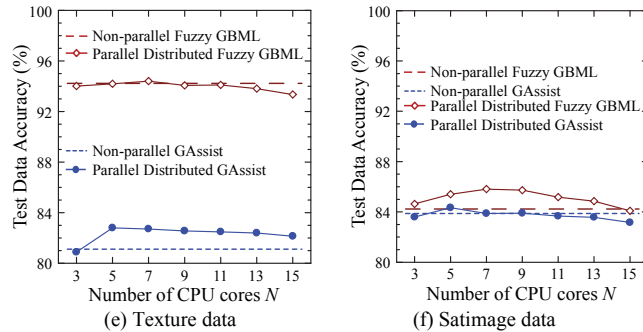 100
96
92
88
84
80
Test Data Accuracy (%)
Non-parallel Fuzzy GBML
Parallel Distributed Fuzzy GBML
Non-parallel GAssist
Parallel Distributed GAssist
3 5 7 9 11 13 15
Number of CPU cores N
(e) Texture data
100
96
92
88
84
80
Test Data Accuracy (%)
Non-parallel Fuzzy GBML
Non-parallel GAssist
Parallel Distributed Fuzzy GBML
Parallel Distributed GAssist
3 5 7 9 11 13 15
Number of CPU cores N
(f) Satimage data